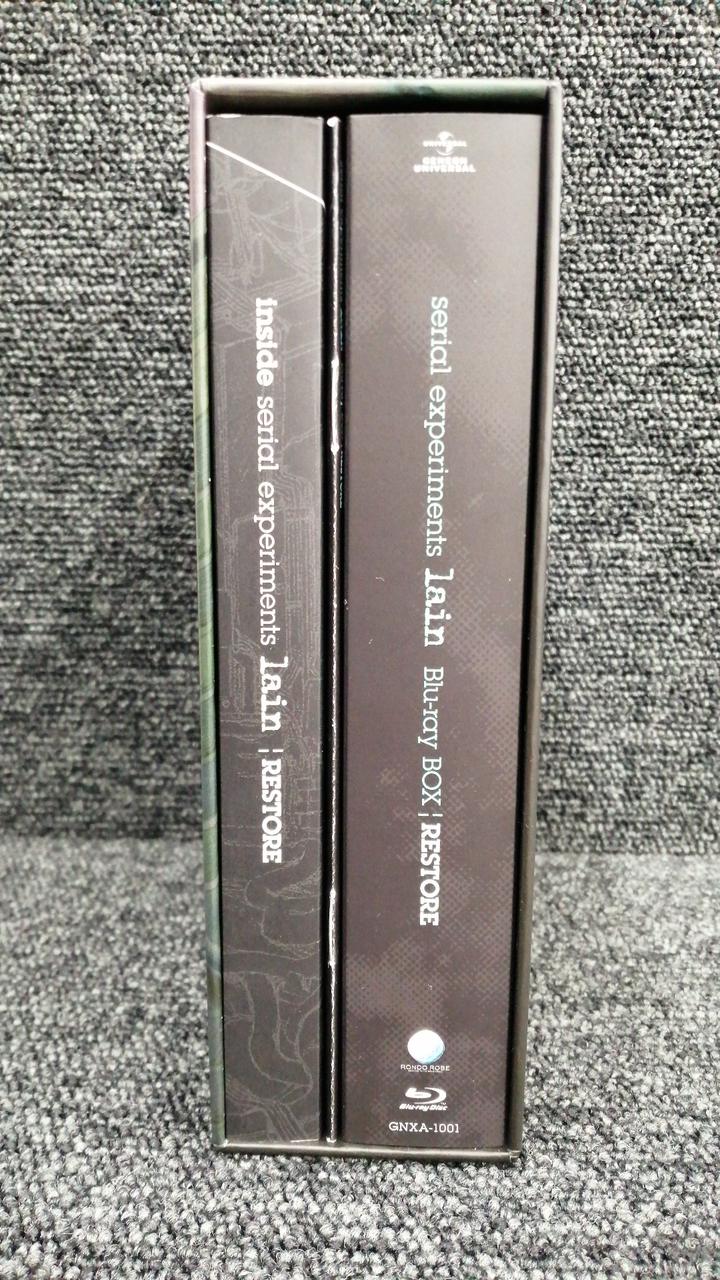 inside serial experiments lain ¦ RESTORE
UNIVERSAL
GENEON
UNIVERSAL
serial experiments lain Blu-ray BOX ¦ RESTORE
RONDO ROBE
Blu-ray Disc
GNXA-1001